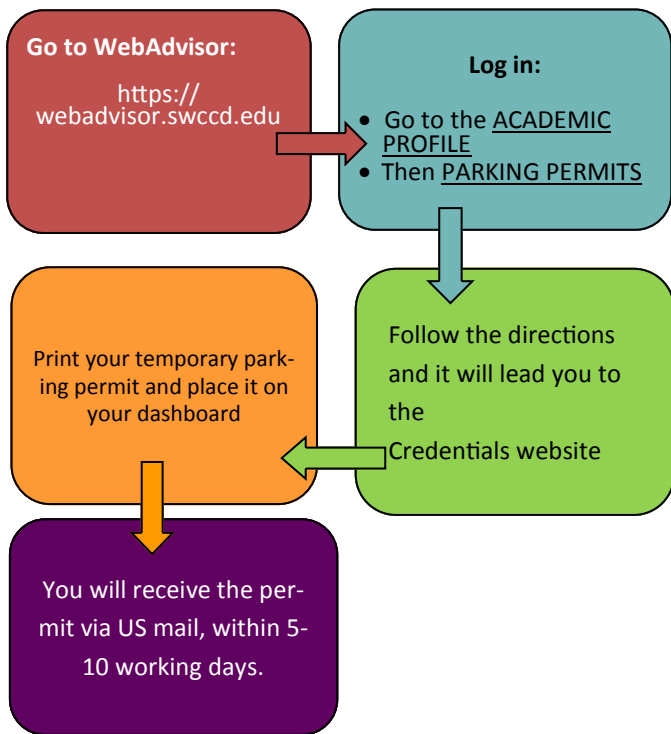 Go to WebAdvisor:
https://
webadvisor.swccd.edu
Log in:
• Go to the ACADEMIC
PROFILE
• Then PARKING PERMITS
Follow the directions
and it will lead you to
the
Credentials website
Print your temporary park-
ing permit and place it on
your dashboard
You will receive the per-
mit via US mail, within 5-
10 working days.